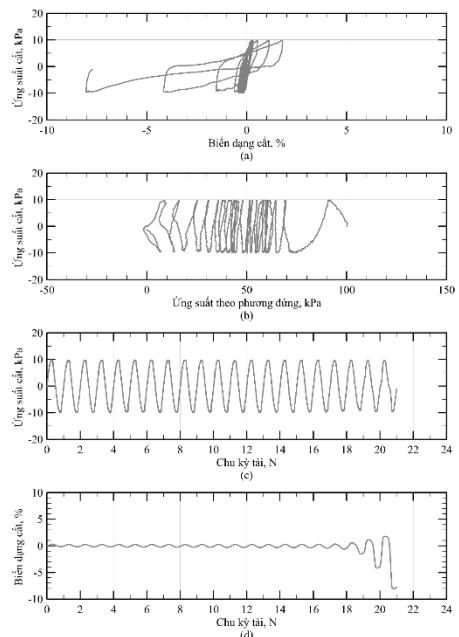 20
10
0
-10
-20
Ứng suất cắt, kPa
-10 -5 0 5 10
Biến dạng cắt, %
(a)
20
10
0
-10
-20
Ứng suất cắt, kPa
-50 0 50 100 150
Ứng suất theo phương đứng, kPa
(b)
20
10
0
-10
-20
Ứng suất cắt, kPa
0 2 4 6 8 10 12 14 16 18 20 22 24
Chu kỳ tải, N
(c)
10
5
0
-5
-10
Biến dạng cắt, %
0 2 4 6 8 10 12 14 16 18 20 22 24
Chu kỳ tải, N
(d)